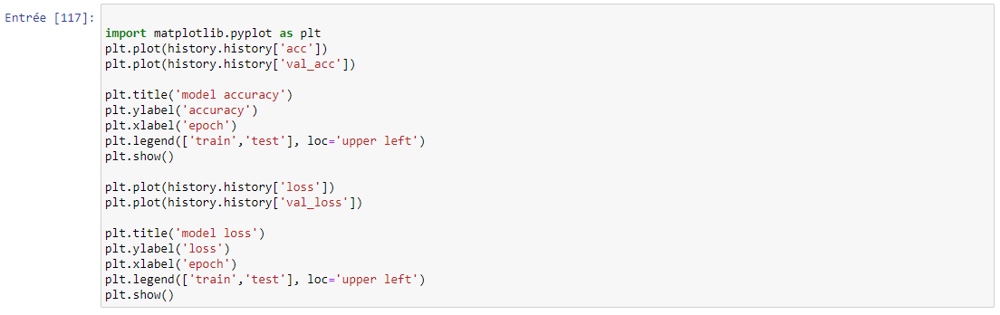 Entrée [117]:
import matplotlib.pyplot as plt
plt.plot(history.history['acc'])
plt.plot(history.history['val_acc'])
plt.title('model accuracy')
plt.ylabel('accuracy')
plt.xlabel('epoch')
plt.legend(['train','test'], loc='upper left')
plt.show()
plt.plot(history.history['loss'])
plt.plot(history.history['val_loss'])
plt.title('model loss')
plt.ylabel('loss')
plt.xlabel('epoch')
plt.legend(['train','test'], loc='upper left')
plt.show()